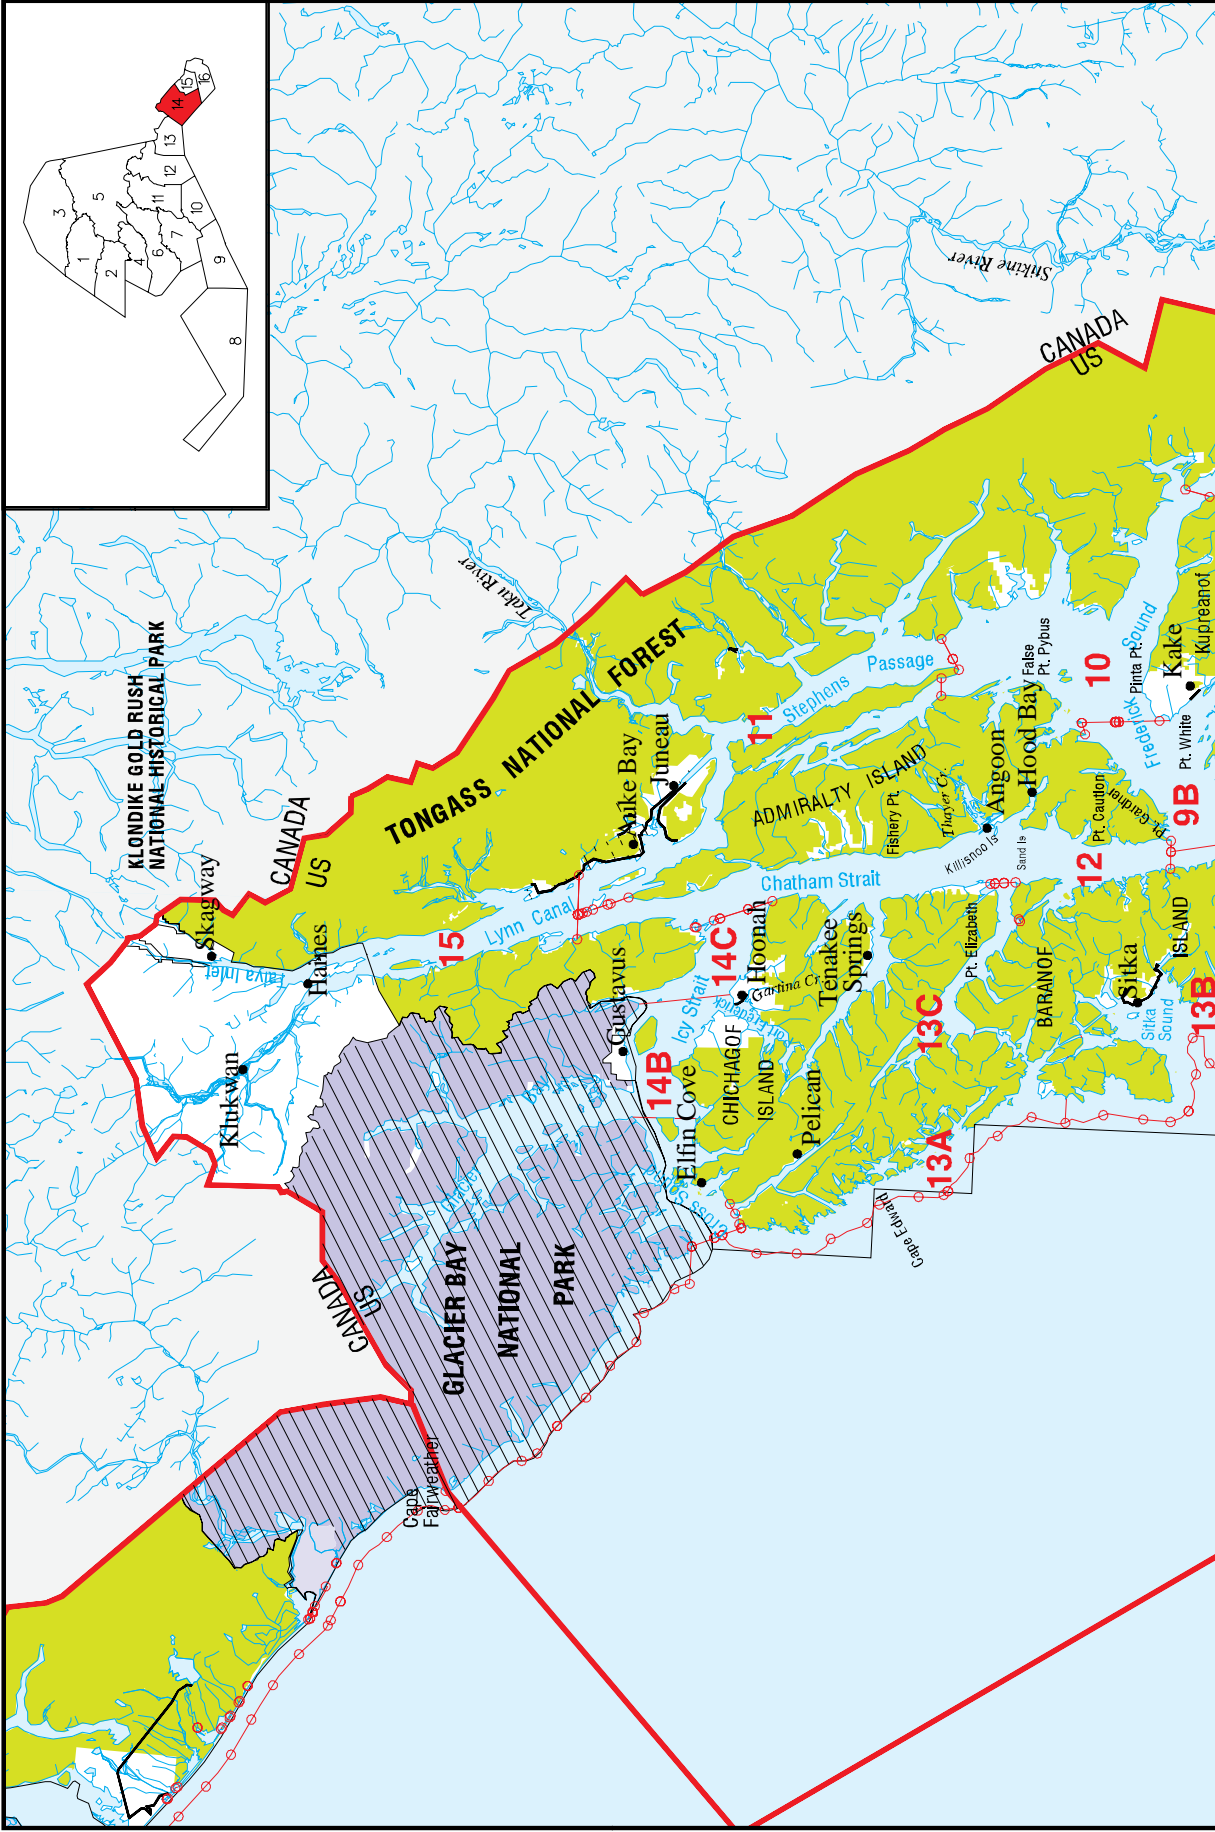 3
1
5
2
4
6
7
11
12
13
14
15
16
10
9
8
KLONDIKE GOLD RUSH
NATIONAL HISTORICAL PARK
CANADA
US
Skagway
Taiya Inlet
Haines
Klukwan
CANADA
US
TONGASS NATIONAL FOREST
Taku River
Stikine River
CANADA
US
15
Lynn Canal
Auke Bay
Juneau
11
Stephens
Passage
ADMIRALTY ISLAND
Fishery Pt.
Thayer Cr.
Chatham Strait
Angoon
Hood Bay
False
Pt. Pybus
Killisnoo Is
Sand Is
10
Pinta Pt.
Frederick Sound
Kake
Kupreanof
Pt. White
Pt. Caution
Pt. Gardner
9B
12
GLACIER BAY
NATIONAL
PARK
Glacier
Bay
Cape
Fairweather
Gustavus
14B
Icy Strait
14C
Hoonah
Gartina Cr.
Port Frederick
Elfin Cove
Cross Sound
CHICHAGOF
ISLAND
Pelican
Tenakee
Springs
13C
13A
Cape Edward
Pt. Elizabeth
BARANOF
ISLAND
Sitka
Sitka
Sound
13B